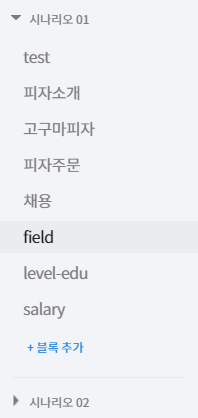 시나리오 01
test
피자소개
고구마피자
피자주문
채용
field
level-edu
salary
+ 블록 추가
시나리오 02